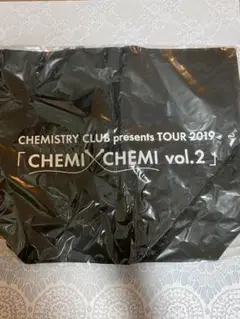 CHEMISTRY CLUB presents TOUR 2019
「CHEMI×CHEMI vol.2」